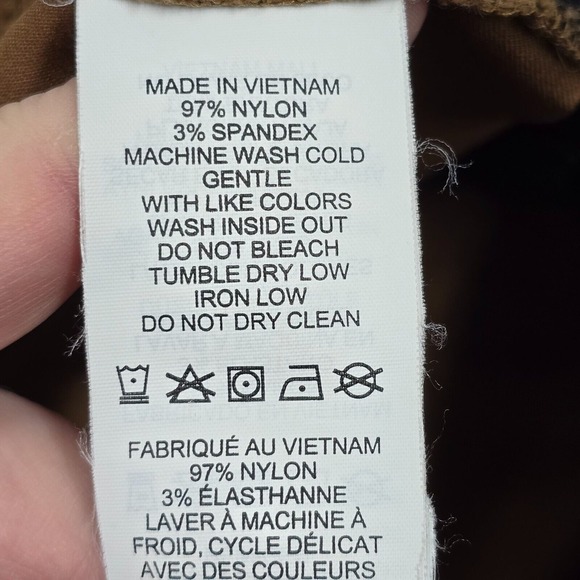 MADE IN VIETNAM
97% NYLON
3% SPANDEX
MACHINE WASH COLD
GENTLE
WITH LIKE COLORS
WASH INSIDE OUT
DO NOT BLEACH
TUMBLE DRY LOW
IRON LOW
DO NOT DRY CLEAN
FABRIQUÉ AU VIETNAM
97% NYLON
3% ÉLASTHANNE
LAVER À MACHINE À
FROID, CYCLE DÉLICAT
AVEC DES COULEURS